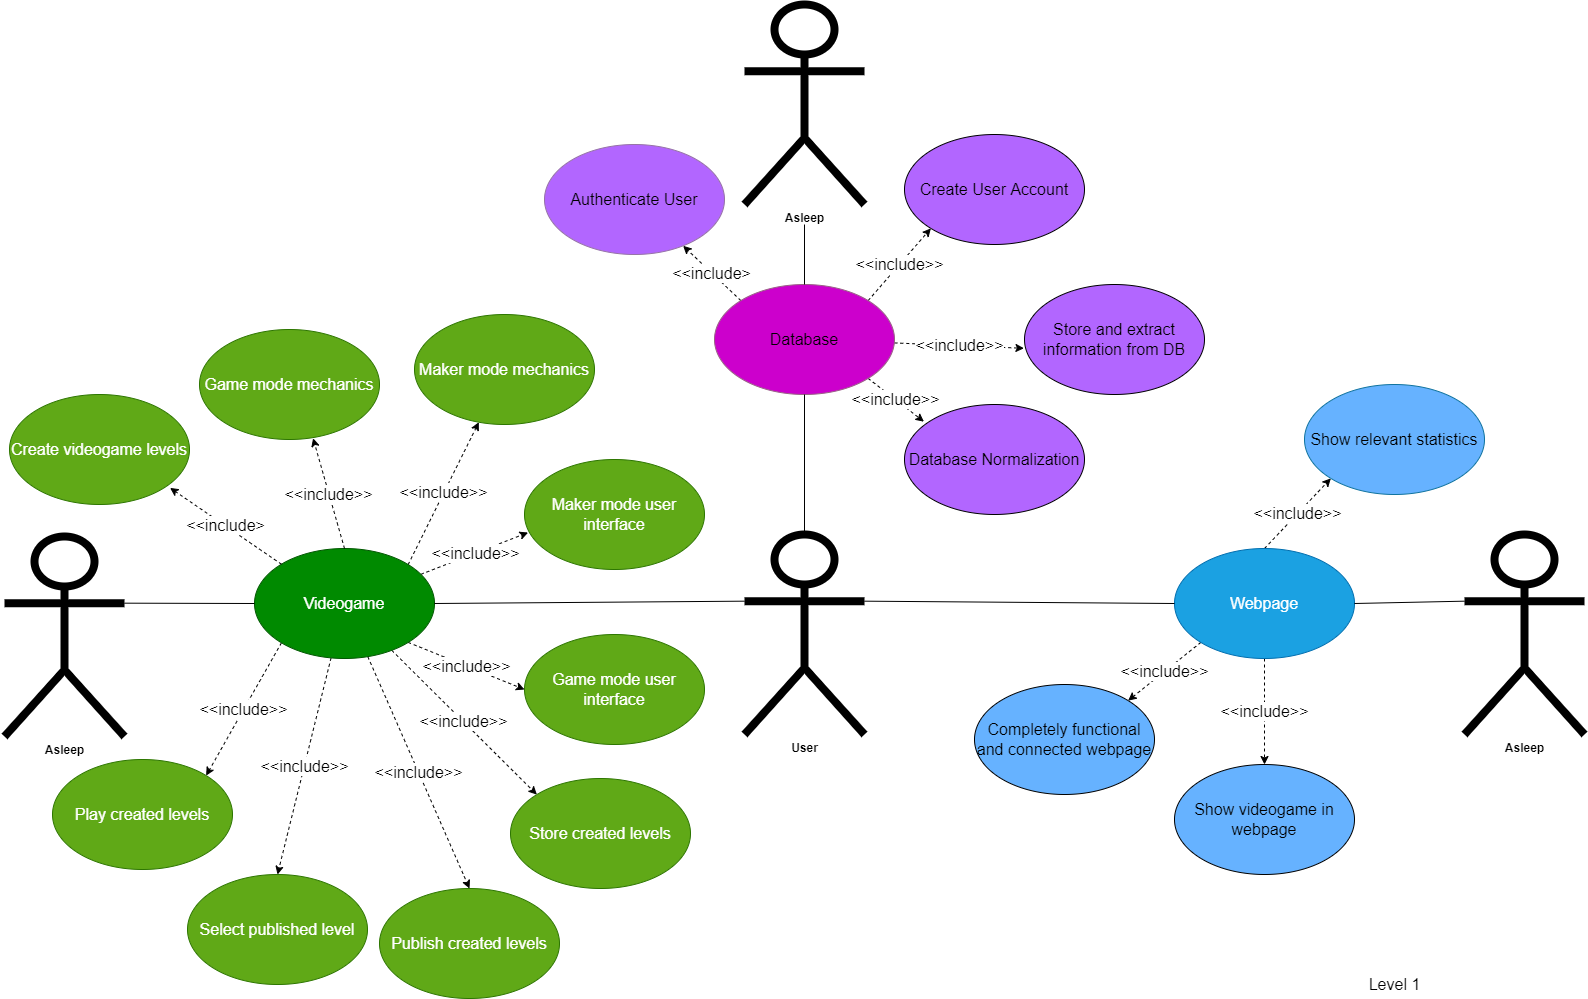 Asleep
Authenticate User
Create User Account
<<include>
<<include>>
Database
Store and extract
information from DB
<<include>>
<<include>>
Database Normalization
Maker mode mechanics
Game mode mechanics
Create videogame levels
Maker mode user
interface
<<include>>
<<include>>
<<include>
<<include>>
Videogame
Asleep
<<include>>
Game mode user
interface
<<include>>
<<include>>
<<include>>
<<include>>
Play created levels
Store created levels
Select published level
Publish created levels
User
Show relevant statistics
<<include>>
Webpage
<<include>>
<<include>>
Completely functional
and connected webpage
Show videogame in
webpage
Asleep
Level 1